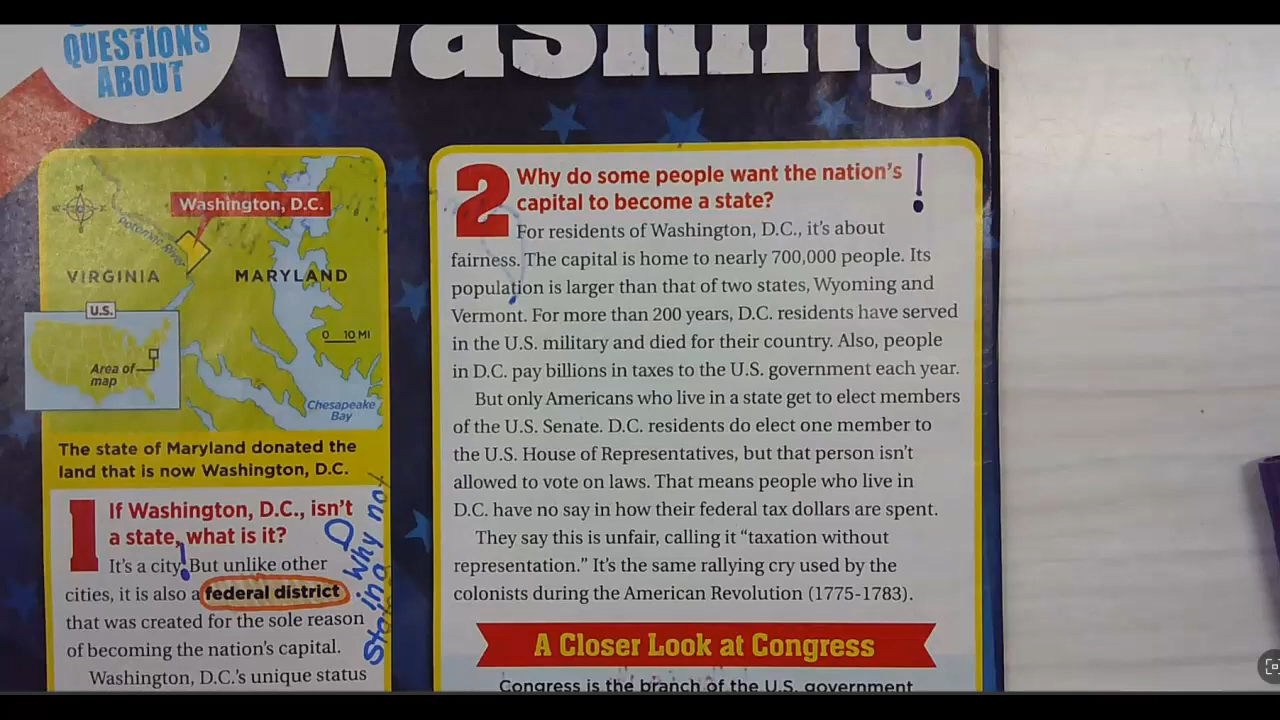 QUESTIONS
ABOUT
Washing
Washington, D.C.
Potomac River
VIRGINIA
MARYLAND
U.S.
0 10 MI
Area of
map
Chesapeake
Bay
The state of Maryland donated the
land that is now Washington, D.C.
1 If Washington, D.C., isn't
a state, what is it?
It's a city! But unlike other
cities, it is also a federal district
that was created for the sole reason
of becoming the nation's capital.
Washington, D.C.'s unique status
Why not
2 Why do some people want the nation's !
capital to become a state?
For residents of Washington, D.C., it's about
fairness. The capital is home to nearly 700,000 people. Its
population is larger than that of two states, Wyoming and
Vermont. For more than 200 years, D.C. residents have served
in the U.S. military and died for their country. Also, people
in D.C. pay billions in taxes to the U.S. government each year.
But only Americans who live in a state get to elect members
of the U.S. Senate. D.C. residents do elect one member to
the U.S. House of Representatives, but that person isn't
allowed to vote on laws. That means people who live in
D.C. have no say in how their federal tax dollars are spent.
They say this is unfair, calling it "taxation without
representation." It's the same rallying cry used by the
colonists during the American Revolution (1775-1783).
A Closer Look at Congress
Congress is the branch of the U.S. government